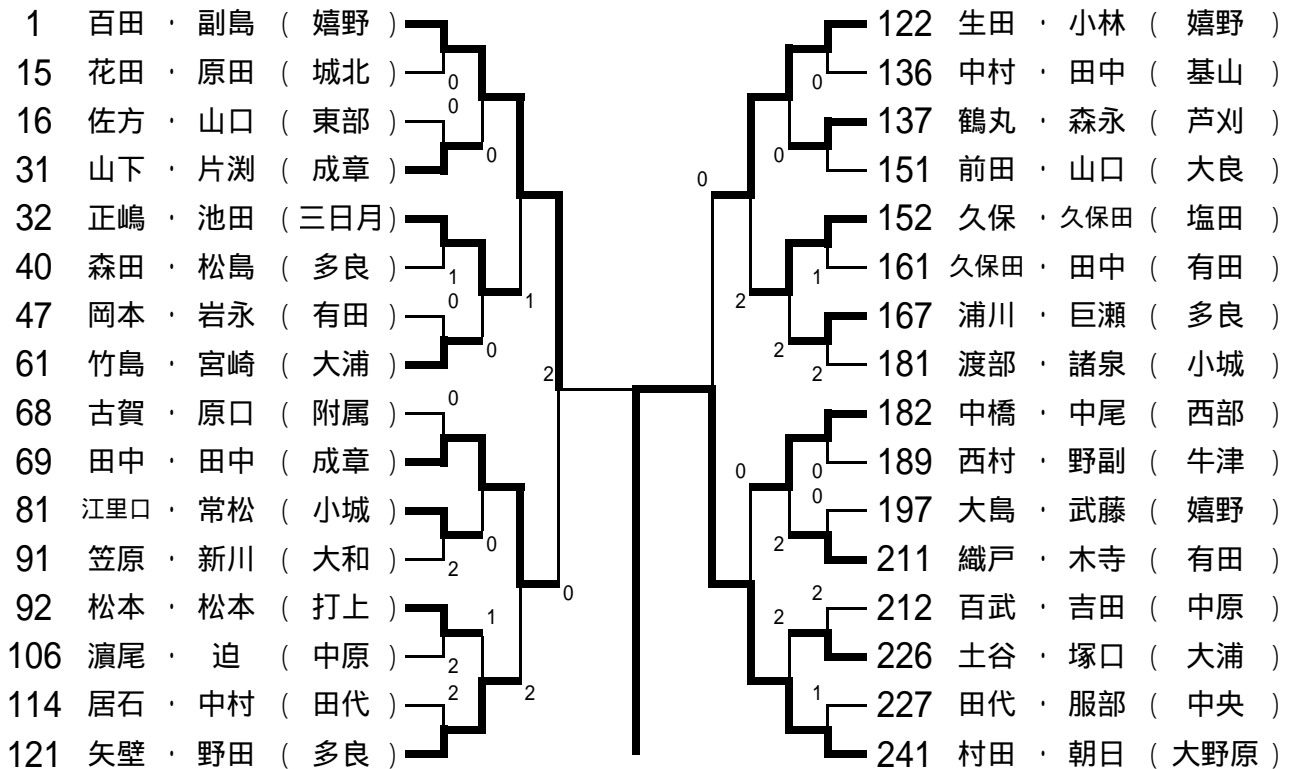 1 百田 ・ 副島 ( 嬉野 )
15 花田 ・ 原田 ( 城北 )
0
0
16 佐方 ・ 山口 ( 東部 )
0
31 山下 ・ 片渕 ( 成章 )
32 正嶋 ・ 池田 ( 三日月 )
40 森田 ・ 松島 ( 多良 )
1
0
1
47 岡本 ・ 岩永 ( 有田 )
0
61 竹島 ・ 宮崎 ( 大浦 )
2
0
68 古賀 ・ 原口 ( 附属 )
69 田中 ・ 田中 ( 成章 )
81 江里口 ・ 常松 ( 小城 )
0
91 笠原 ・ 新川 ( 大和 )
2
0
92 松本 ・ 松本 ( 打上 )
1
106 濵尾 ・ 迫 ( 中原 )
2
2
2
114 居石 ・ 中村 ( 田代 )
121 矢壁 ・ 野田 ( 多良 )
122 生田 ・ 小林 ( 嬉野 )
136 中村 ・ 田中 ( 基山 )
0
137 鶴丸 ・ 森永 ( 芦刈 )
0
151 前田 ・ 山口 ( 大良 )
0
152 久保 ・ 久保田 ( 塩田 )
161 久保田 ・ 田中 ( 有田 )
1
2
167 浦川 ・ 巨瀬 ( 多良 )
2
181 渡部 ・ 諸泉 ( 小城 )
2
182 中橋 ・ 中尾 ( 西部 )
189 西村 ・ 野副 ( 牛津 )
0
0
0
197 大島 ・ 武藤 ( 嬉野 )
2
211 織戸 ・ 木寺 ( 有田 )
2
212 百武 ・ 吉田 ( 中原 )
2
226 土谷 ・ 塚口 ( 大浦 )
1
227 田代 ・ 服部 ( 中央 )
241 村田 ・ 朝日 ( 大野原 )